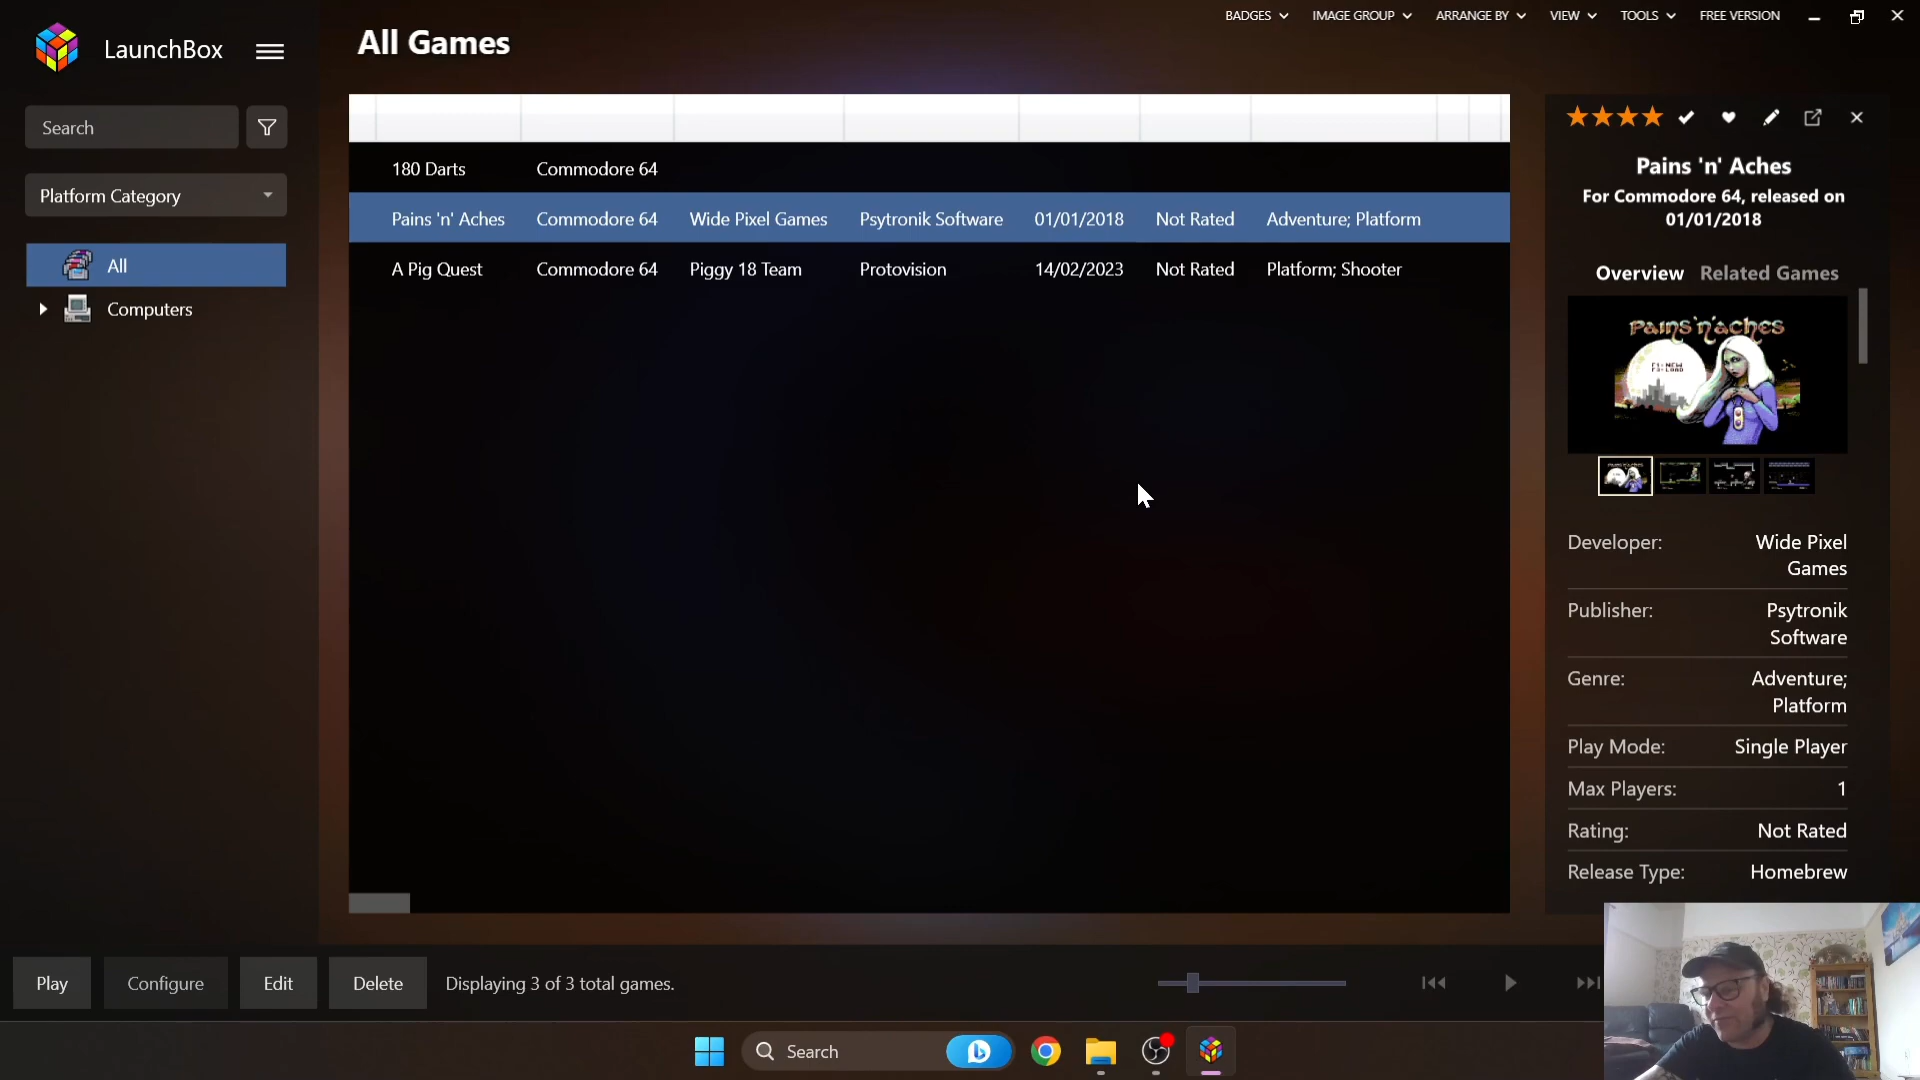 BADGES
IMAGE GROUP
ARRANGE BY
VIEW
TOOLS
FREE VERSION
LaunchBox
All Games
Search
Platform Category
All
Computers
180 Darts Commodore 64
Pains 'n' Aches Commodore 64 Wide Pixel Games Psytronik Software 01/01/2018 Not Rated Adventure; Platform
A Pig Quest Commodore 64 Piggy 18 Team Protovision 14/02/2023 Not Rated Platform; Shooter
Pains 'n' Aches
For Commodore 64, released on
01/01/2018
Overview Related Games
Pains 'n' aches
F1=NEW
F3=LOAD
Developer: Wide Pixel
Games
Publisher: Psytronik
Software
Genre: Adventure;
Platform
Play Mode: Single Player
Max Players: 1
Rating: Not Rated
Release Type: Homebrew
Play
Configure
Edit
Delete
Displaying 3 of 3 total games.
Search